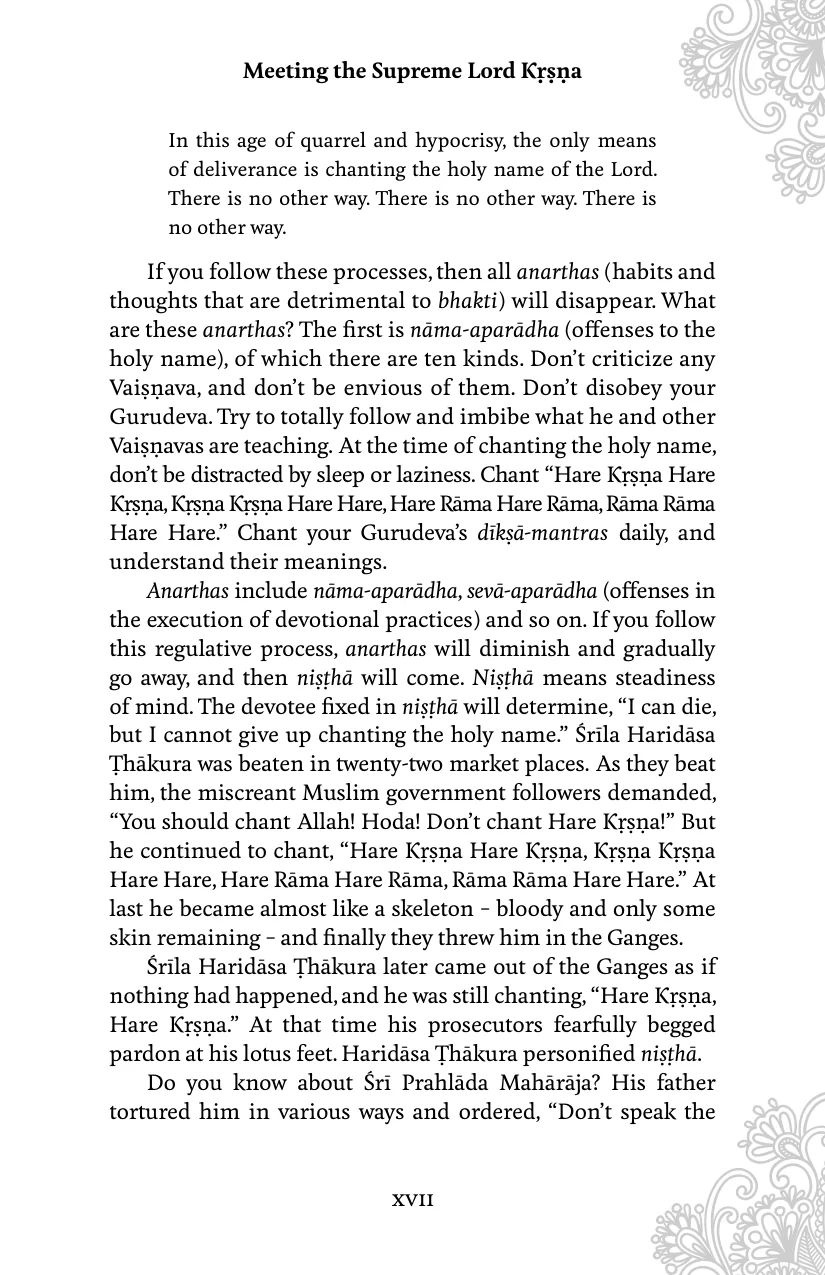 Meeting the Supreme Lord Kṛṣṇa
In this age of quarrel and hypocrisy, the only means
of deliverance is chanting the holy name of the Lord.
There is no other way. There is no other way. There is
no other way.
If you follow these processes, then all anarthas (habits and
thoughts that are detrimental to bhakti) will disappear. What
are these anarthas? The first is nāma-aparādha (offenses to the
holy name), of which there are ten kinds. Don’t criticize any
Vaiṣṇava, and don’t be envious of them. Don’t disobey your
Gurudeva. Try to totally follow and imbibe what he and other
Vaiṣṇavas are teaching. At the time of chanting the holy name,
don’t be distracted by sleep or laziness. Chant “Hare Kṛṣṇa Hare
Kṛṣṇa, Kṛṣṇa Kṛṣṇa Hare Hare, Hare Rāma Hare Rāma, Rāma Rāma
Hare Hare.” Chant your Gurudeva’s dīkṣā-mantras daily, and
understand their meanings.
Anarthas include nāma-aparādha, sevā-aparādha (offenses in
the execution of devotional practices) and so on. If you follow
this regulative process, anarthas will diminish and gradually
go away, and then niṣṭhā will come. Niṣṭhā means steadiness
of mind. The devotee fixed in niṣṭhā will determine, “I can die,
but I cannot give up chanting the holy name.” Śrīla Haridāsa
Ṭhākura was beaten in twenty-two market places. As they beat
him, the miscreant Muslim government followers demanded,
“You should chant Allah! Hoda! Don’t chant Hare Kṛṣṇa!” But
he continued to chant, “Hare Kṛṣṇa Hare Kṛṣṇa, Kṛṣṇa Kṛṣṇa
Hare Hare, Hare Rāma Hare Rāma, Rāma Rāma Hare Hare.” At
last he became almost like a skeleton – bloody and only some
skin remaining – and finally they threw him in the Ganges.
Śrīla Haridāsa Ṭhākura later came out of the Ganges as if
nothing had happened, and he was still chanting, “Hare Kṛṣṇa,
Hare Kṛṣṇa.” At that time his prosecutors fearfully begged
pardon at his lotus feet. Haridāsa Ṭhākura personified niṣṭhā.
Do you know about Śrī Prahlāda Mahārāja? His father
tortured him in various ways and ordered, “Don’t speak the
XVII